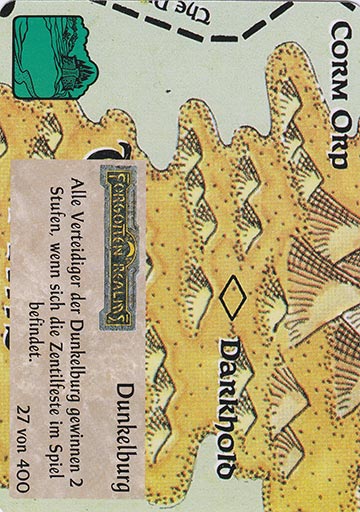 CORM ORP
The D
Darkhold
FORGOTTEN REALMS
Dunkelburg
Alle Verteidiger der Dunkelburg gewinnen 2
Stufen, wenn sich die Zentilfeste im Spiel
befindet.
27 von 400